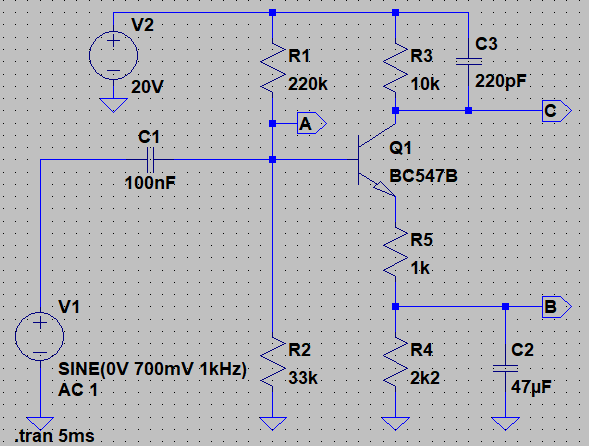 V2
20V
R1
220k
R3
10k
C3
220pF
A
C
C1
100nF
Q1
BC547B
R5
1k
B
V1
SINE(0V 700mV 1kHz)
AC 1
R2
33k
R4
2k2
C2
47µF
.tran 5ms